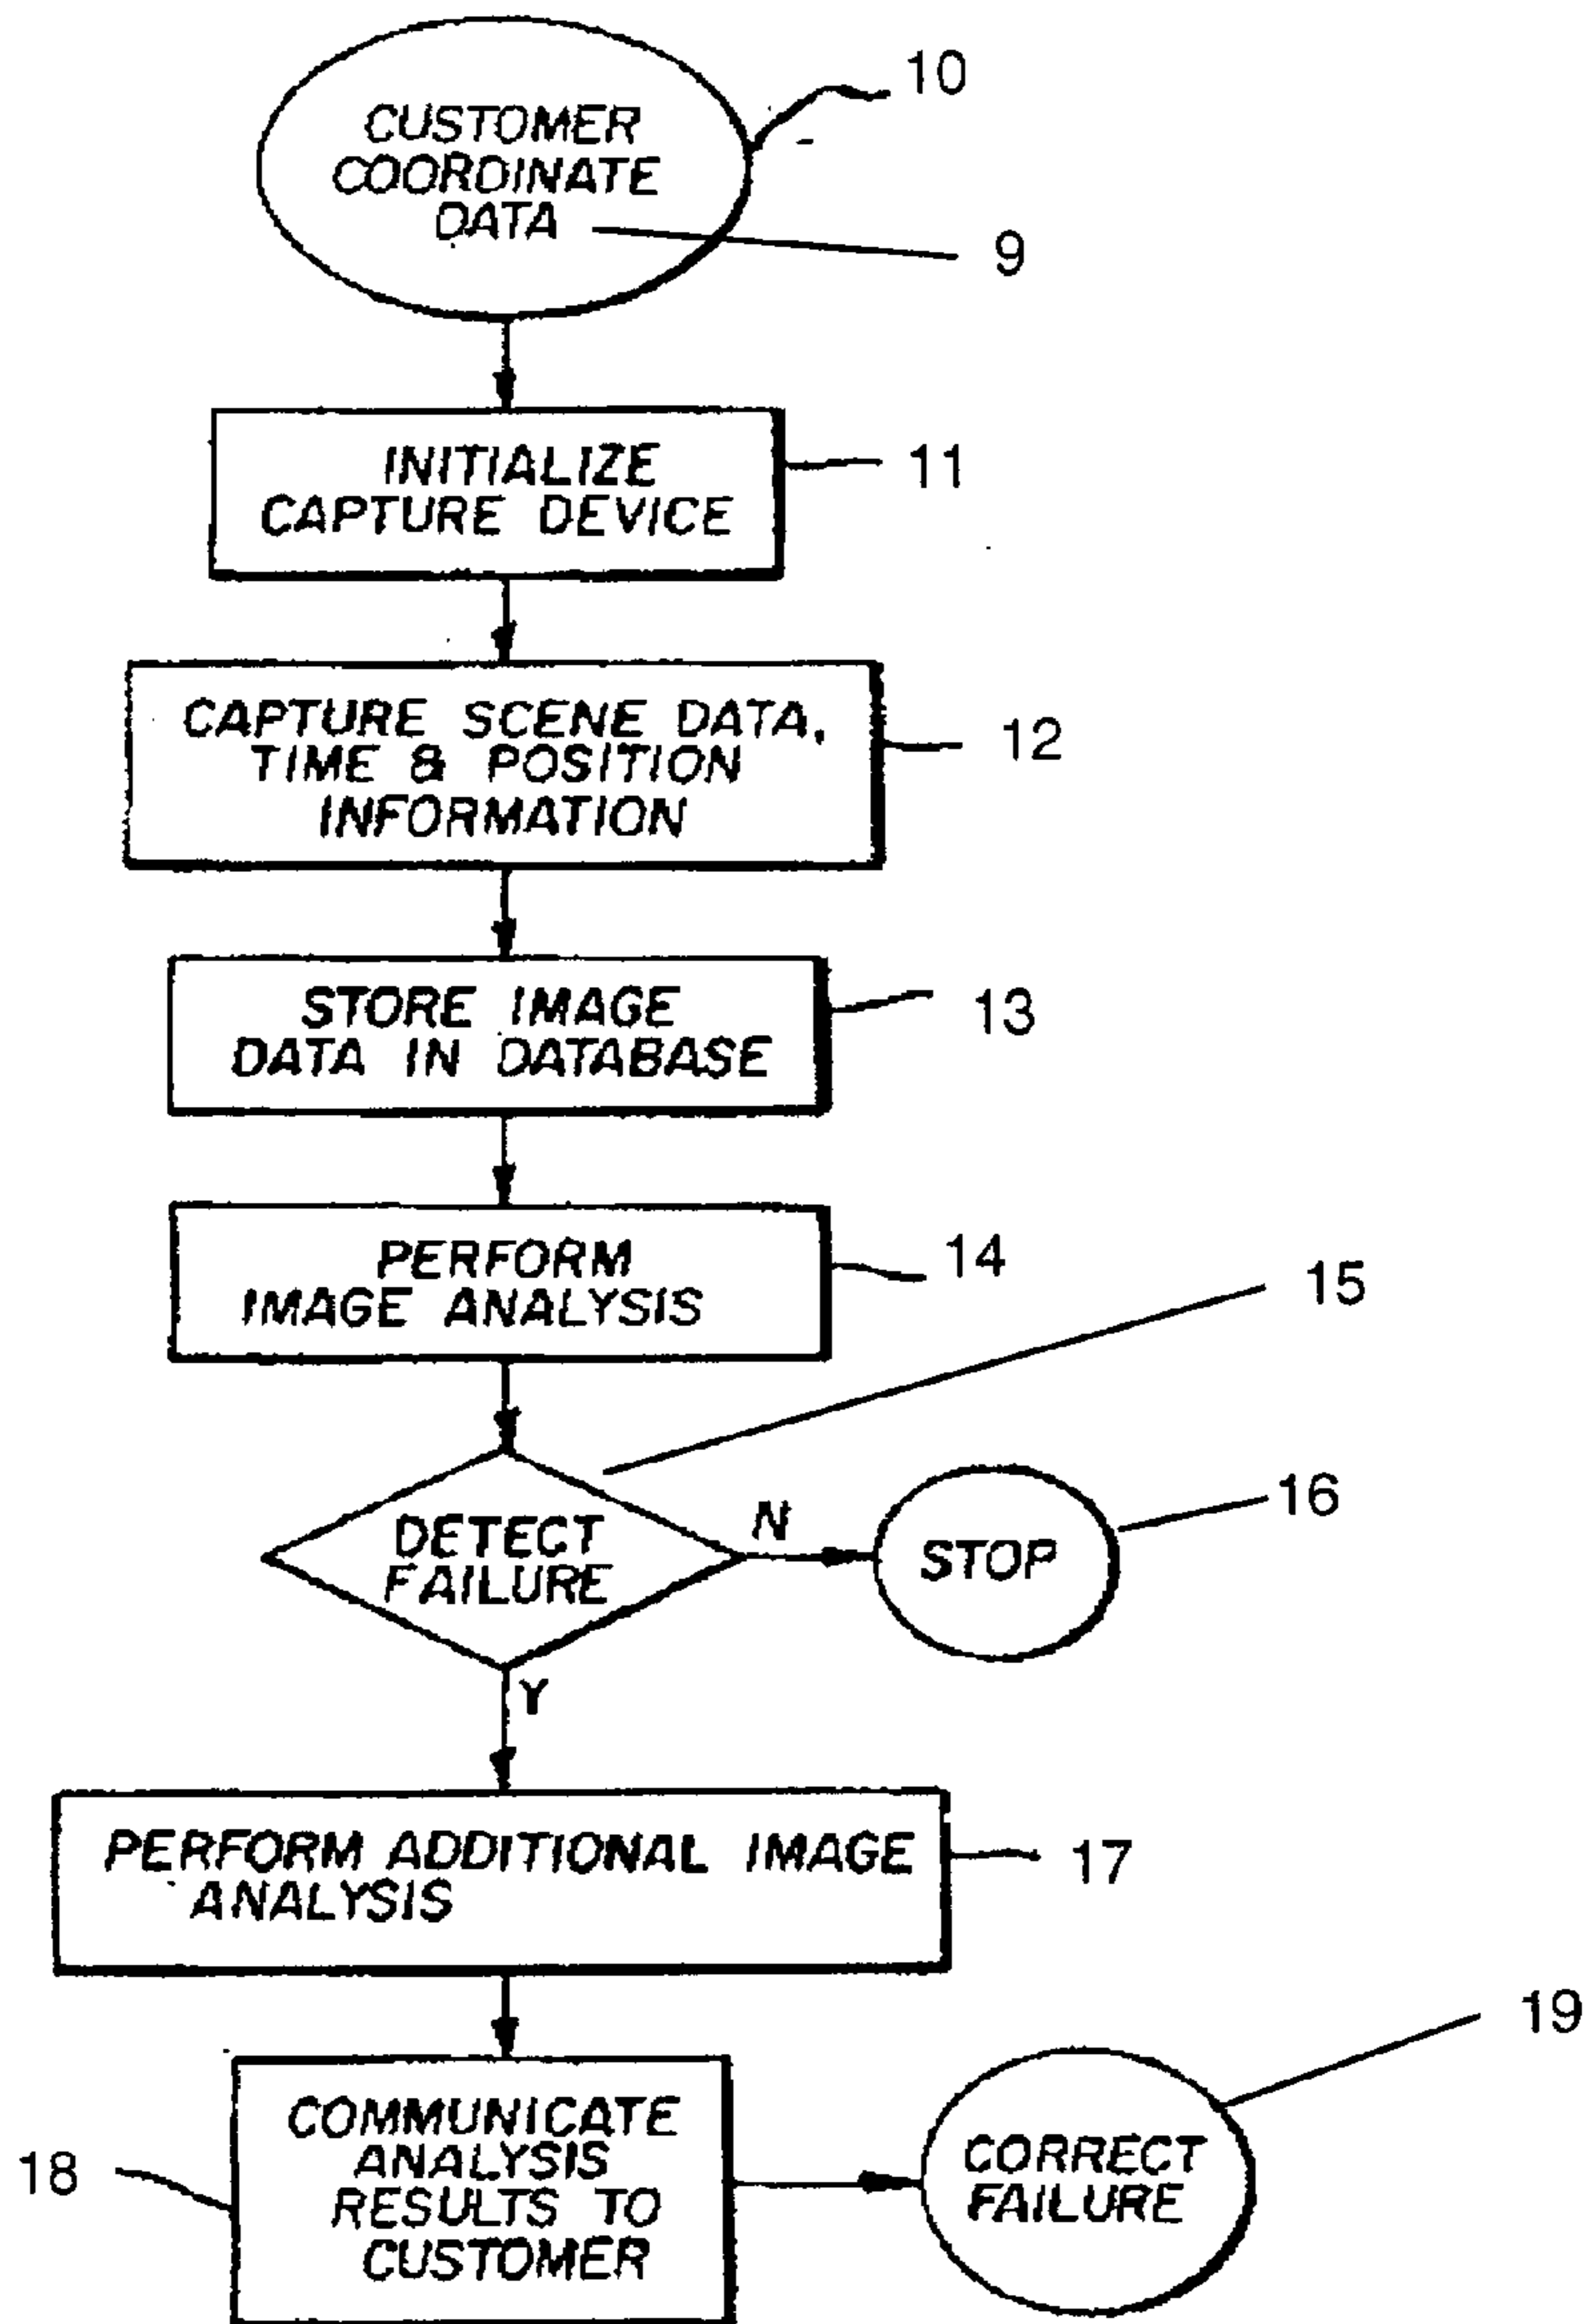 CUSTOMER
COORDINATE
DATA
10
9
INITIALIZE
CAPTURE DEVICE
11
CAPTURE SCENE DATA,
TIME & POSITION
INFORMATION
12
STORE IMAGE
DATA IN DATABASE
13
PERFORM
IMAGE ANALYSIS
14
15
DETECT
FAILURE
N
STOP
16
Y
PERFORM ADDITIONAL IMAGE
ANALYSIS
17
COMMUNICATE
ANALYSIS
RESULTS TO
CUSTOMER
18
CORRECT
FAILURE
19